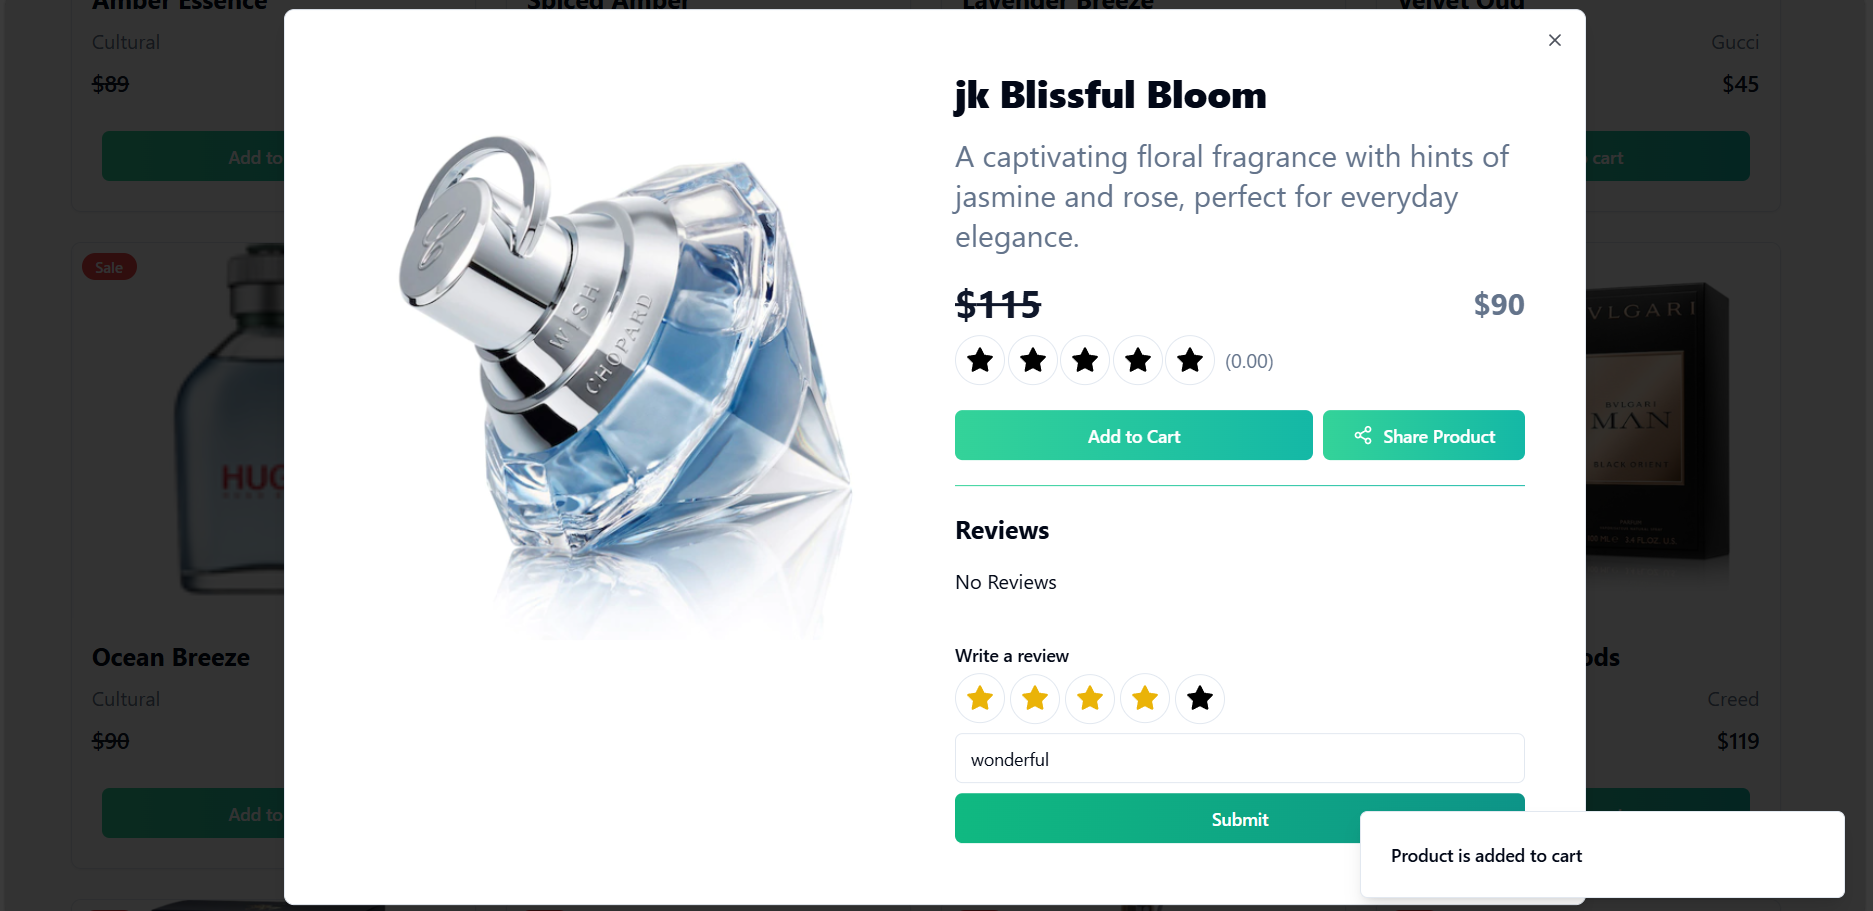 Amber Essence
Spiced Amber
Lavender Breeze
Velvet Oud
Cultural
Gucci
$89
$45
Add to
cart
Sale
HUG
BVLGARI
BVLGARI
MAN
BLACK ORIENT
Ocean Breeze
ods
Cultural
Creed
$90
$119
Add to
WISH
CHOPARD
jk Blissful Bloom
A captivating floral fragrance with hints of
jasmine and rose, perfect for everyday
elegance.
$115
$90
(0.00)
Add to Cart
Share Product
Reviews
No Reviews
Write a review
wonderful
Submit
Product is added to cart